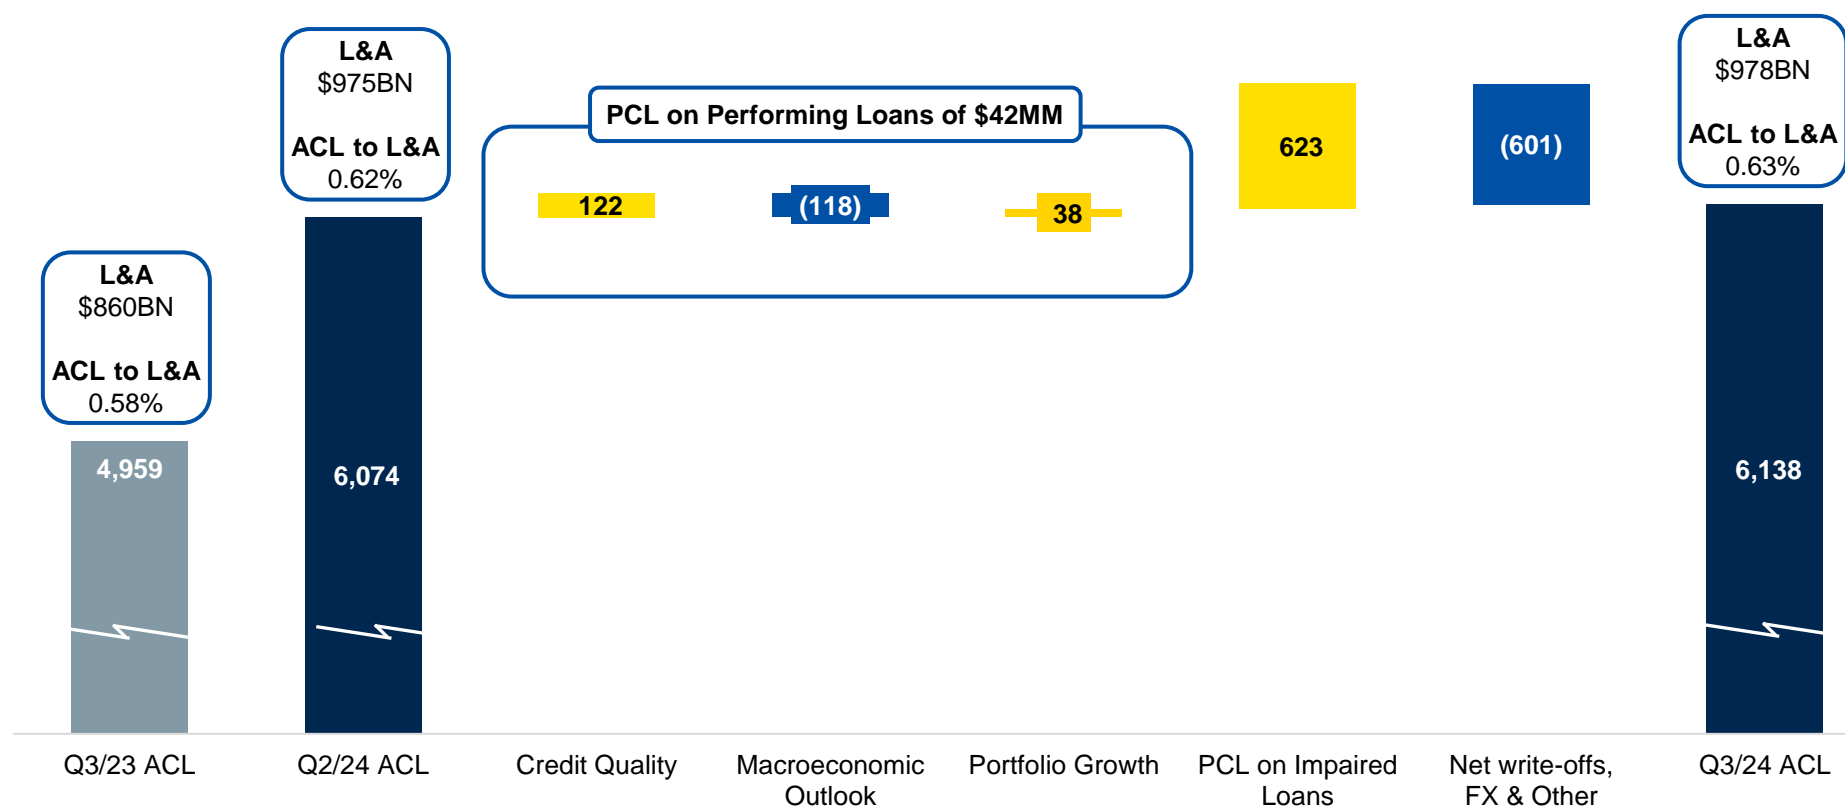 L&A
$860BN
ACL to L&A
0.58%
4,959
L&A
$975BN
ACL to L&A
0.62%
6,074
PCL on Performing Loans of $42MM
122
(118)
38
623
(601)
L&A
$978BN
ACL to L&A
0.63%
6,138
Q3/23 ACL
Q2/24 ACL
Credit Quality
Macroeconomic
Outlook
Portfolio Growth
PCL on Impaired
Loans
Net write-offs,
FX & Other
Q3/24 ACL